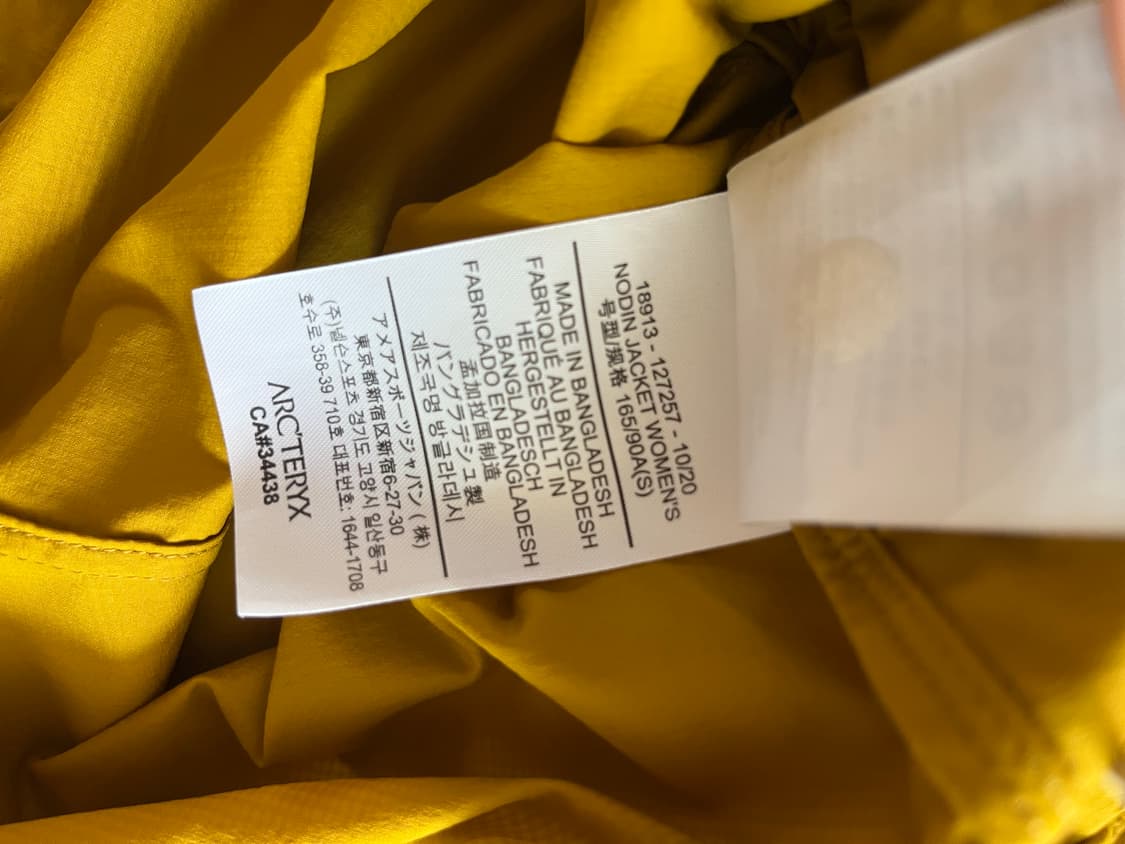 18913 - 127257 - 10/20
NODIN JACKET WOMEN'S
号型/规格 165/90A(S)
MADE IN BANGLADESH
FABRIQUÉ AU BANGLADESH
HERGESTELLT IN
BANGLADESCH
FABRICADO EN BANGLADESH
孟加拉国制造
バングラデシュ製
제조국명 방글라데시
アメアスポーツジャパン (株)
東京都新宿区新宿6-27-30
(주)넬슨스포츠 경기도 고양시 일산동구
호수로 358-39 710호 대표번호: 1644-1708
ARC'TERYX
CA#34438